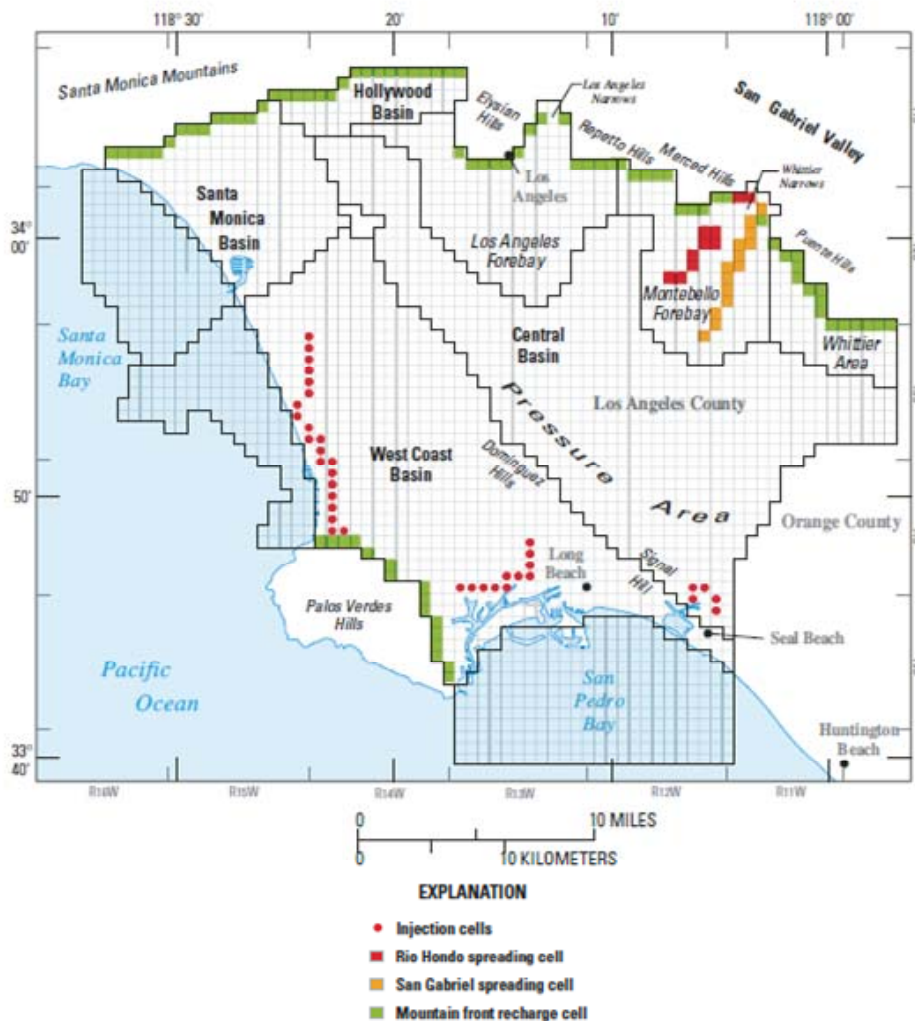 118° 30'
20'
10'
118° 00'
Santa Monica Mountains
Hollywood
Basin
Elysian
Hills
Los Angeles
Narrows
San Gabriel Valley
Repetto Hills
Merced Hills
Whittier
Narrows
Los
Angeles
Santa
Monica
Basin
34°
00'
Los Angeles
Forebay
Puente Hills
Montebello
Forebay
Santa
Monica
Bay
Central
Basin
Whittier
Area
Los Angeles County
Pressure
Area
West Coast
Basin
Dominguez
Hills
50'
Orange County
Long
Beach
Signal
Hill
Palos Verdes
Hills
Seal Beach
Pacific
Ocean
San
Pedro
Bay
Huntington
Beach
33°
40'
R16W
R15W
R14W
R13W
R12W
R11W
0
10 MILES
0
10 KILOMETERS
EXPLANATION
Injection cells
Rio Hondo spreading cell
San Gabriel spreading cell
Mountain front recharge cell